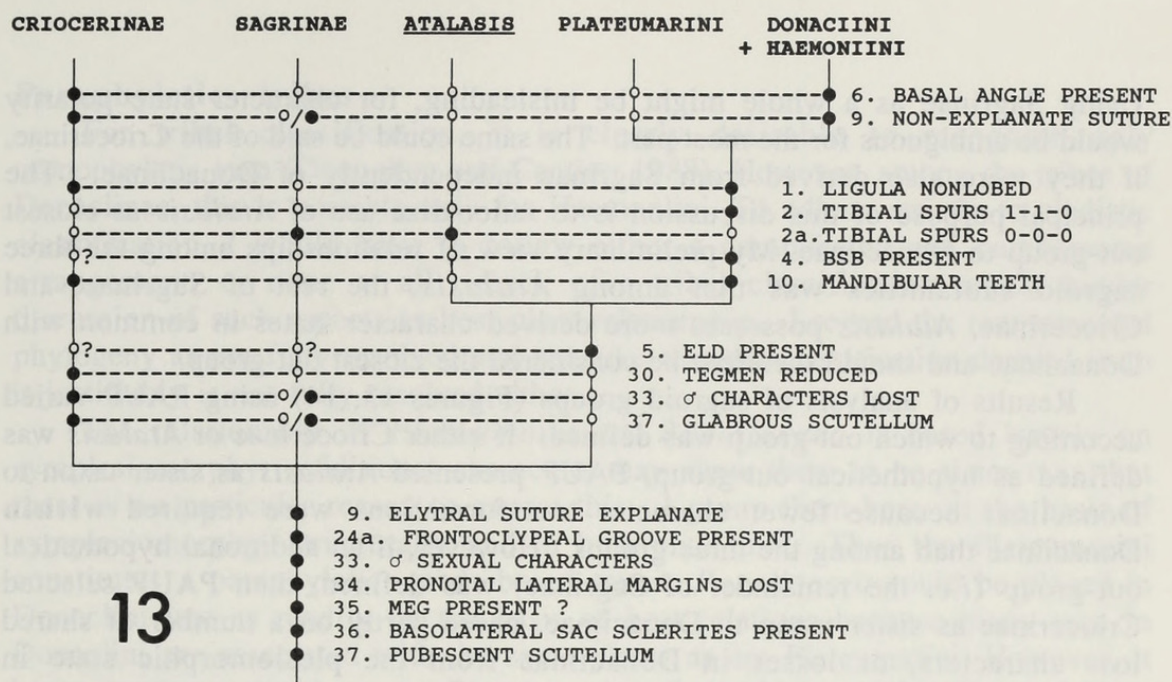 CRIOCERINAE SAGRINAE ATALASIS PLATEUMARINI DONACIINI
+ HAEMONIINI
6. BASAL ANGLE PRESENT
○/● 9. NON-EXPLANATE SUTURE
1. LIGULA NONLOBED
2. TIBIAL SPURS 1-1-1
2a. TIBIAL SPURS 0-0-0
○? 4. BSB PRESENT
10. MANDIBULAR TEETH
○? ○? 5. ELD PRESENT
30. TEGMEN REDUCED
○/● 33. ♂ CHARACTERS LOST
○/● 37. GLABROUS SCUTELLUM
9. ELYTRAL SUTURE EXPLANATE
24a. FRONTOCLYPEAL GROOVE PRESENT
33. ♂ SEXUAL CHARACTERS
34. PRONOTAL LATERAL MARGINS LOST
35. MEG PRESENT ?
36. BASOLATERAL SAC SCLERITES PRESENT
37. PUBESCENT SCUTELLUM
13